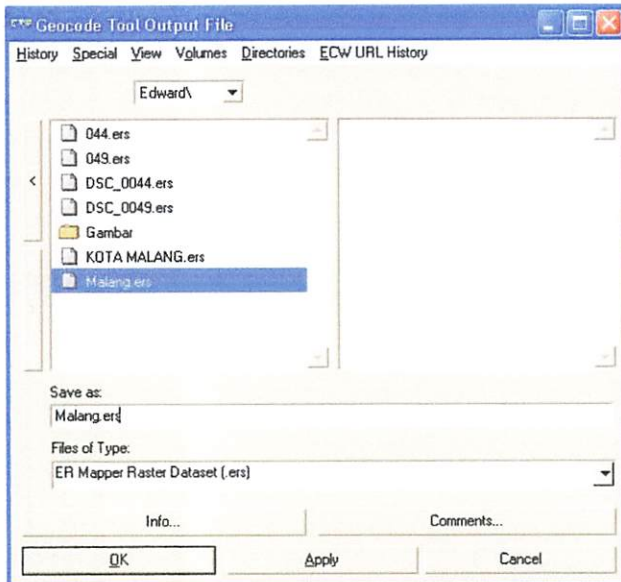 Geocode Tool Output File
History Special View Volumes Directories ECW URL History
Edward\
044.ers
049.ers
DSC_0044.ers
DSC_0049.ers
Gambar
KOTA MALANG.ers
Malang.ers
<
Save as:
Malang.ers
Files of Type:
ER Mapper Raster Dataset (.ers)
Info... Comments...
OK Apply Cancel